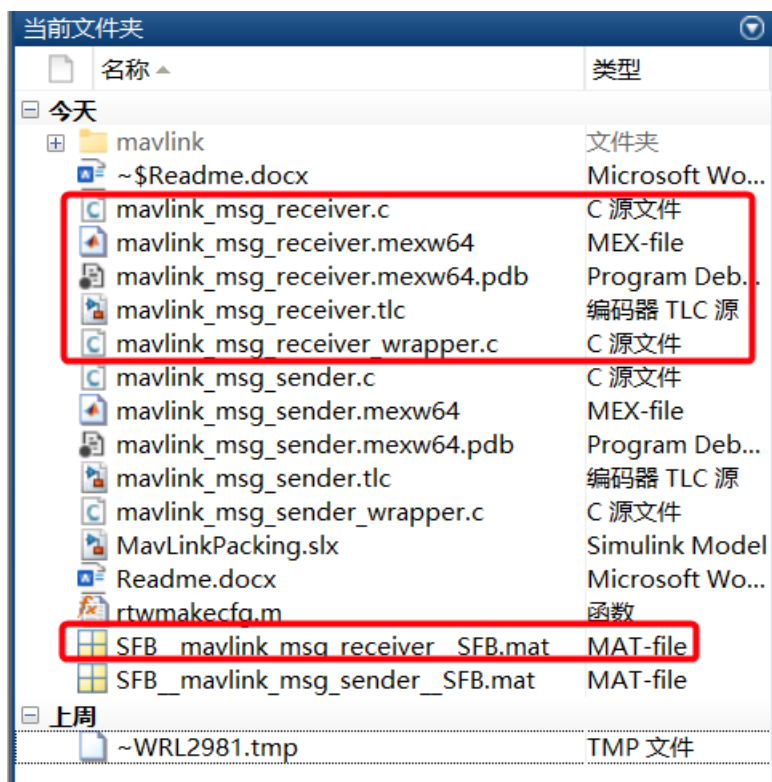 当前文件夹
名称 类型
今天
mavlink 文件夹
~$Readme.docx Microsoft Wo...
mavlink_msg_receiver.c C 源文件
mavlink_msg_receiver.mexw64 MEX-file
mavlink_msg_receiver.mexw64.pdb Program Deb...
mavlink_msg_receiver.tlc 编码器 TLC 源
mavlink_msg_receiver_wrapper.c C 源文件
mavlink_msg_sender.c C 源文件
mavlink_msg_sender.mexw64 MEX-file
mavlink_msg_sender.mexw64.pdb Program Deb...
mavlink_msg_sender.tlc 编码器 TLC 源
mavlink_msg_sender_wrapper.c C 源文件
MavLinkPacking.slx Simulink Model
Readme.docx Microsoft Wo...
rtwmakecfg.m 函数
SFB__mavlink_msg_receiver__SFB.mat MAT-file
SFB__mavlink_msg_sender__SFB.mat MAT-file
上周
~WRL2981.tmp TMP 文件